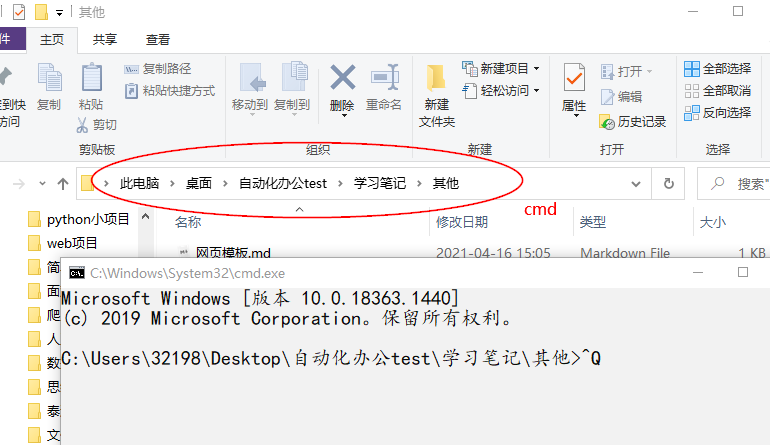 其他
件
主页
共享
查看
复制
粘贴
复制路径
粘贴快捷方式
剪切
移动到
复制到
删除
重命名
新建
文件夹
新建项目
轻松访问
属性
打开
编辑
历史记录
全部选择
全部取消
反向选择
访问
剪贴板
组织
新建
打开
选择
此电脑 > 桌面 > 自动化办公test > 学习笔记 > 其他
搜索"
cmd
名称
修改日期
类型
大小
python小项目
web项目
网页模板.md
2021-04-16 15:05
Markdown File
1 KB
简
面
爬
人
数
思
泰
文
C:\Windows\System32\cmd.exe
Microsoft Windows [版本 10.0.18363.1440]
(c) 2019 Microsoft Corporation。保留所有权利。
C:\Users\32198\Desktop\自动化办公test\学习笔记\其他>^Q